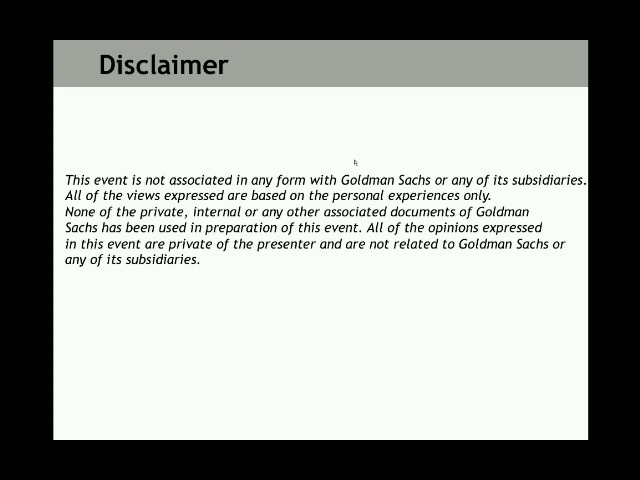 Disclaimer
This event is not associated in any form with Goldman Sachs or any of its subsidiaries.
All of the views expressed are based on the personal experiences only.
None of the private, internal or any other associated documents of Goldman
Sachs has been used in preparation of this event. All of the opinions expressed
in this event are private of the presenter and are not related to Goldman Sachs or
any of its subsidiaries.